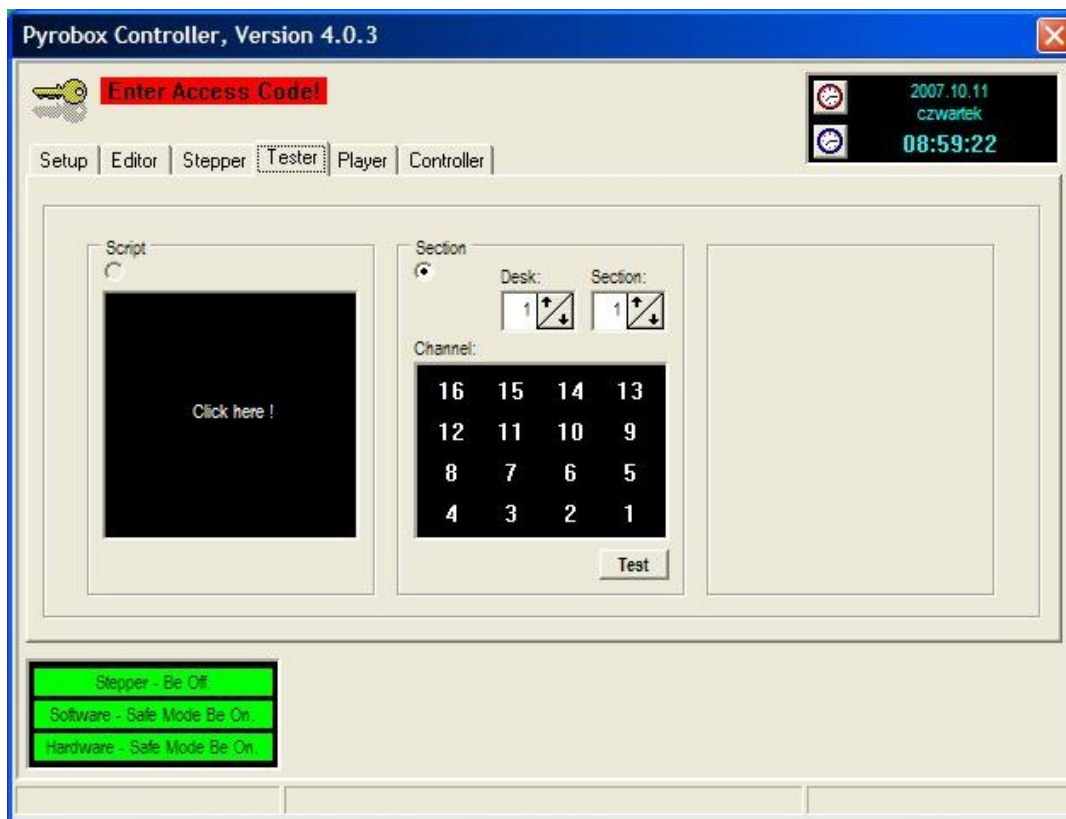 Pyrobox Controller, Version 4.0.3
Enter Access Code!
2007.10.11
czwartek
08:59:22
Setup Editor Stepper Tester Player Controller
Script
Click here !
Section
Desk: Section:
1 1
Channel:
16 15 14 13
12 11 10 9
8 7 6 5
4 3 2 1
Test
Stepper - Be Off.
Software - Safe Mode Be On.
Hardware - Safe Mode Be On.